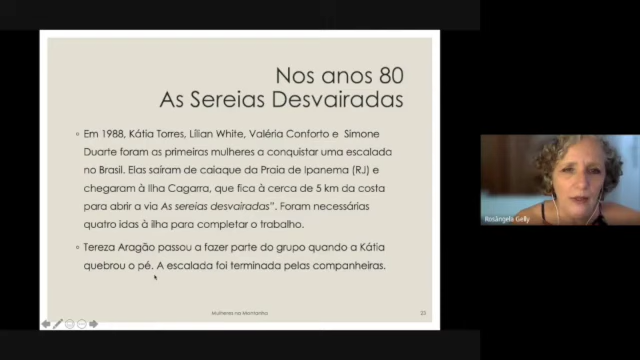 Nos anos 80
As Sereias Desvairadas
Em 1988, Kátia Torres, Lílian White, Valéria Conforto e Simone
Duarte foram as primeiras mulheres a conquistar uma escalada
no Brasil. Elas saíram de caiaque da Praia de Ipanema (RJ) e
chegaram à Ilha Cagarra, que fica à cerca de 5 km da costa
para abrir a via As sereias desvairadas”. Foram necessárias
quatro idas à ilha para completar o trabalho.
Tereza Aragão passou a fazer parte do grupo quando a Kátia
quebrou o pé. A escalada foi terminada pelas companheiras.
Mulheres na Montanha
Rosângela Gelly